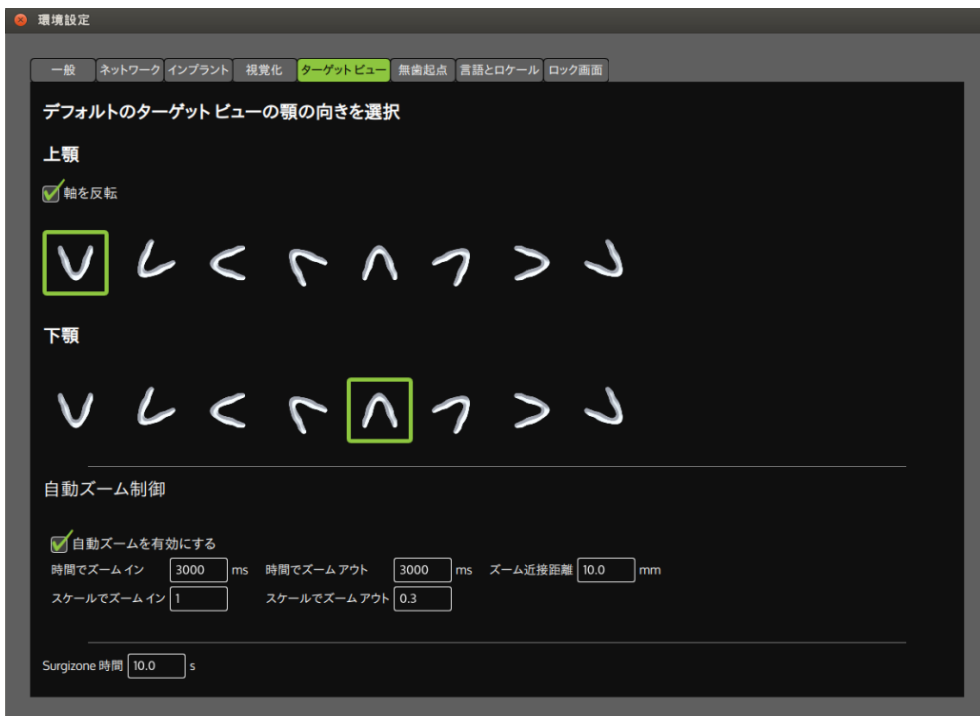 環境設定
一般 ネットワーク インプラント 視覚化 ターゲット ビュー 無歯起点 言語とロケール ロック画面
デフォルトのターゲット ビューの顎の向きを選択
上顎
軸を反転
下顎
自動ズーム制御
自動ズームを有効にする
時間でズーム イン 3000 ms 時間でズーム アウト 3000 ms ズーム近接距離 10.0 mm
スケールでズーム イン 1 スケールでズーム アウト 0.3
Surgizone 時間 10.0 s